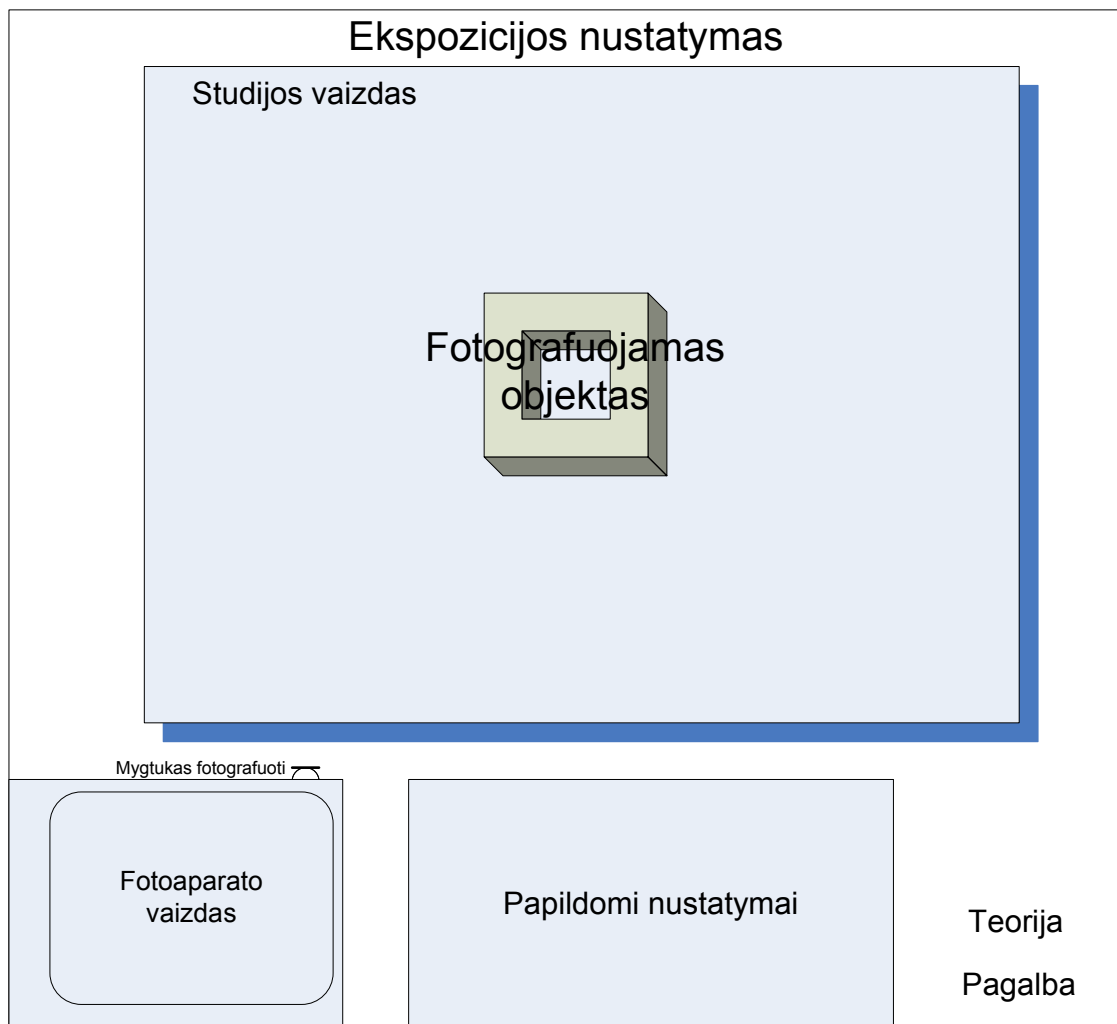 Ekspozicijos nustatymas
Studijos vaizdas
Fotografuojamas
objektas
Mygtukas fotografuoti
Fotoaparato
vaizdas
Papildomi nustatymai
Teorija
Pagalba